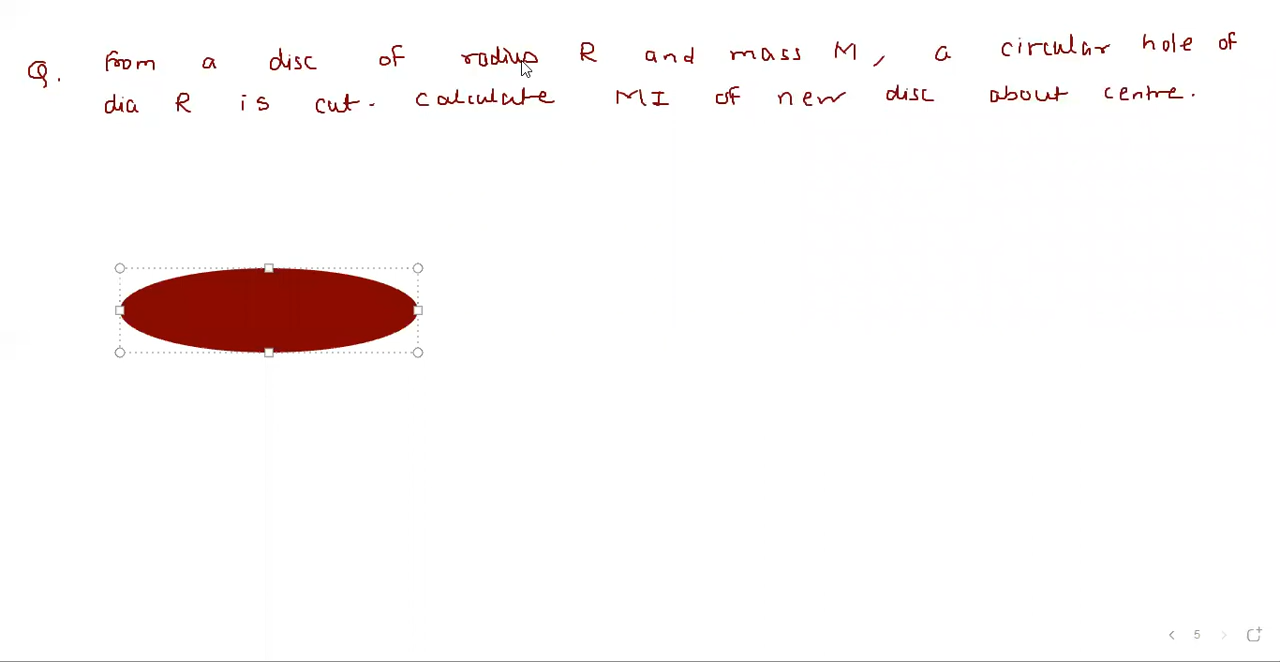 Q. From a disc of radius R and mass M, a circular hole of
dia R is cut. Calculate MI of new disc about centre.
5